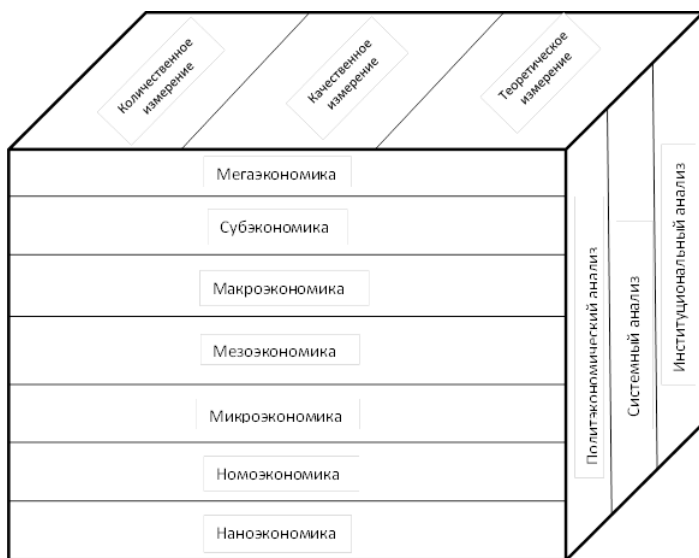 Количественное
измерение
Качественное
измерение
Теоретическое
измерение
Мегаэкономика
Субэкономика
Макроэкономика
Мезоэкономика
Микроэкономика
Номоэкономика
Наноэкономика
Политэкономический анализ
Системный анализ
Институциональный анализ